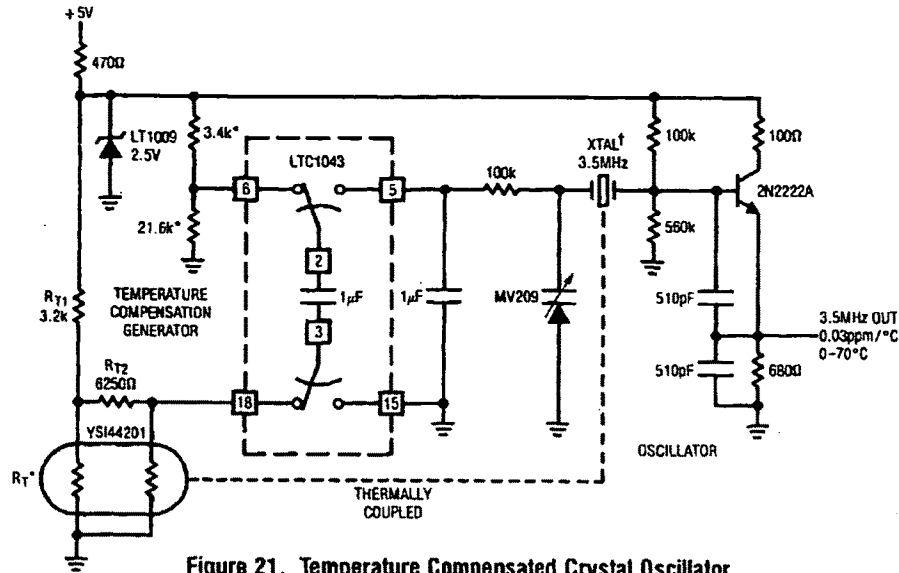 +5V
470Ω
LT1009
2.5V
3.4k*
21.6k*
LTC1043
6
5
2
3
1µF
1µF
18
15
100k
XTAL†
3.5MHz
100k
560k
100Ω
2N2222A
MV209
510pF
510pF
680Ω
3.5MHz OUT
0.03ppm/°C
0–70°C
RT1
3.2k
TEMPERATURE
COMPENSATION
GENERATOR
RT2
6250Ω
YSI44201
RT*
THERMALLY
COUPLED
OSCILLATOR
Figure 21. Temperature Compensated Crystal Oscillator